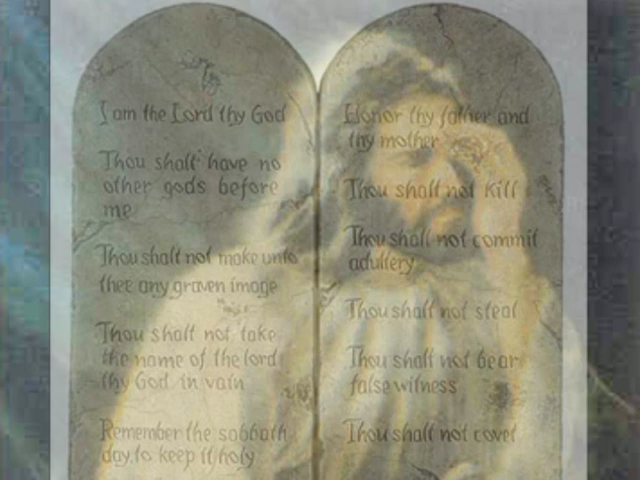 I am the Lord thy God
Thou shalt have no
other gods before
me
Thou shalt not make unto
thee any graven image
Thou shalt not take
the name of the lord
thy God in vain
Remember the sabbath
day, to keep it holy
Honor thy father and
thy mother
Thou shalt not kill
Thou shalt not commit
adultery
Thou shalt not steal
Thou shalt not bear
false witness
Thou shalt not covet